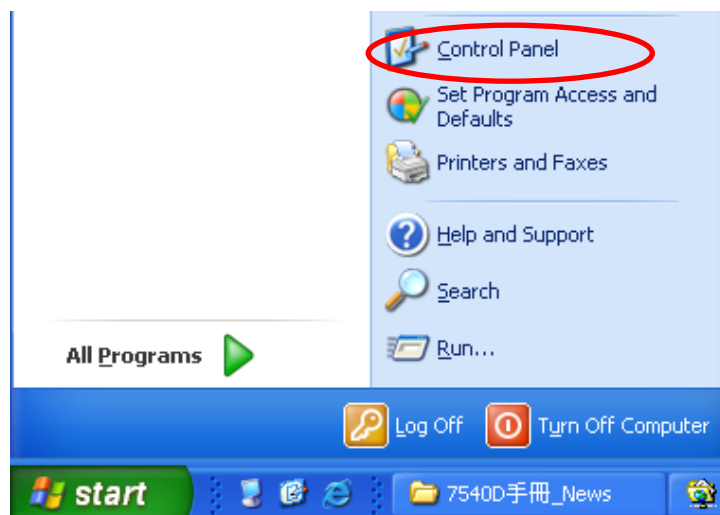 Control Panel
Set Program Access and
Defaults
Printers and Faxes
Help and Support
Search
All Programs
Run...
Log Off
Turn Off Computer
start
7540D手冊_News